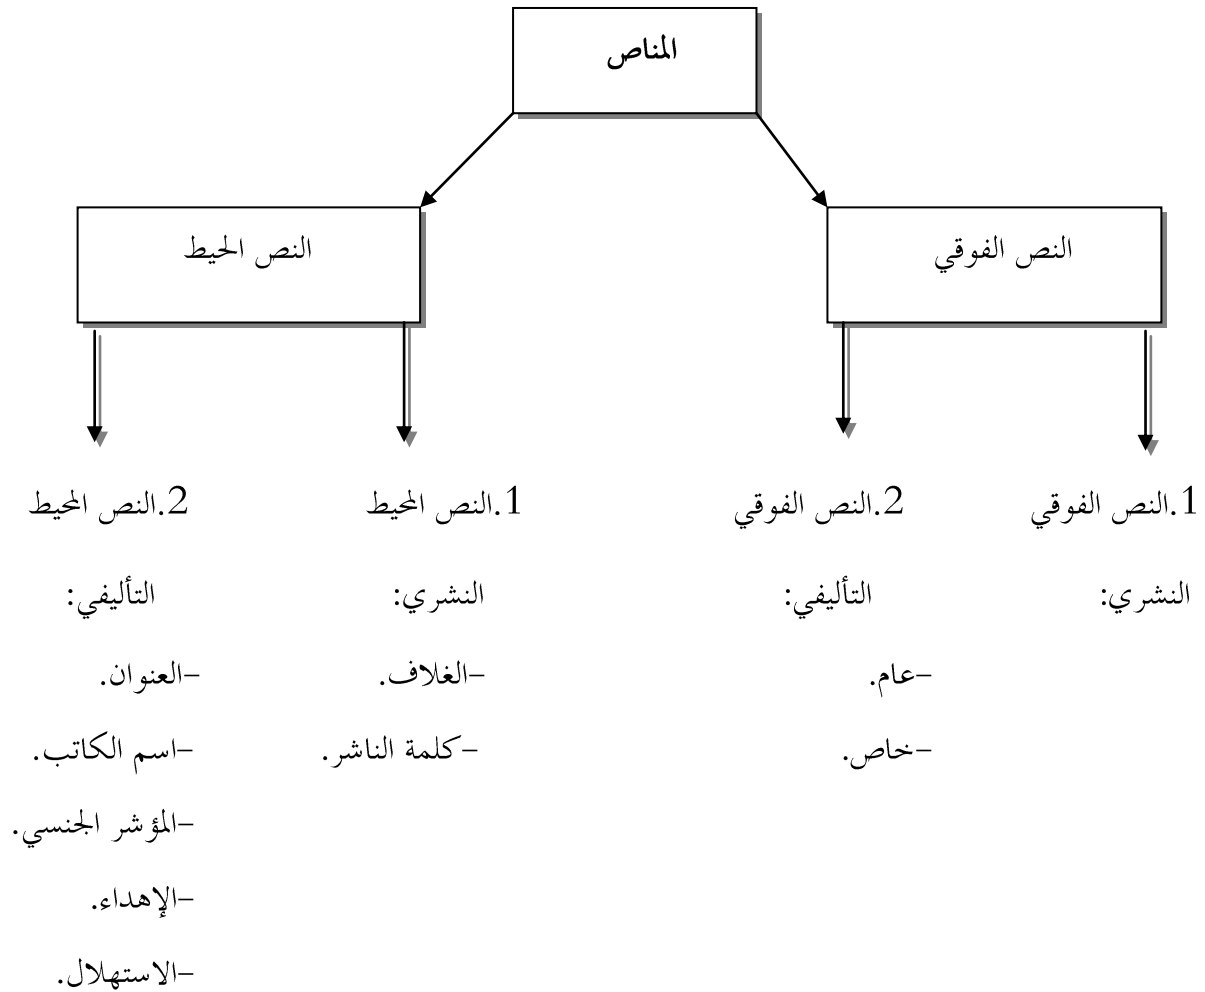 المناص
النص الفوقي
النص الحيط
1.النص الفوقي
النشري:
2.النص الفوقي
التأليفي:
-عام.
-خاص.
1.النص المحيط
النشري:
-الغلاف.
-كلمة الناشر.
2.النص المحيط
التأليفي:
-العنوان.
-اسم الكاتب.
-المؤشر الجنسي.
-الإهداء.
-الاستهلال.